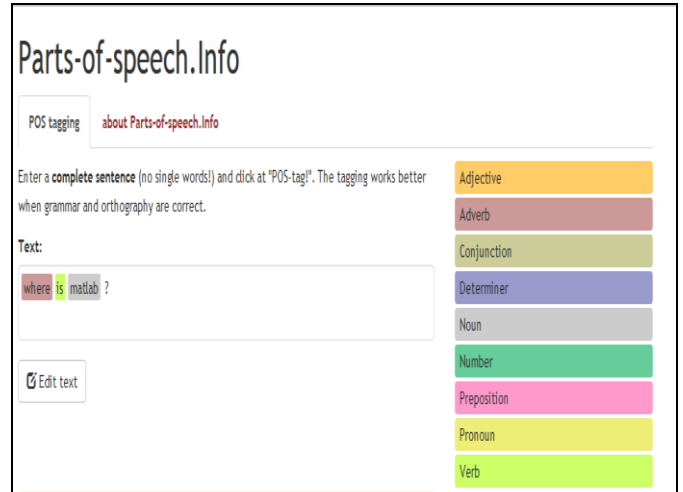 Parts-of-speech.Info
POS tagging about Parts-of-speech.Info
Enter a complete sentence (no single words!) and click at "POS-tag!". The tagging works better
when grammar and orthography are correct.
Text:
where is matlab ?
Edit text
Adjective
Adverb
Conjunction
Determiner
Noun
Number
Preposition
Pronoun
Verb